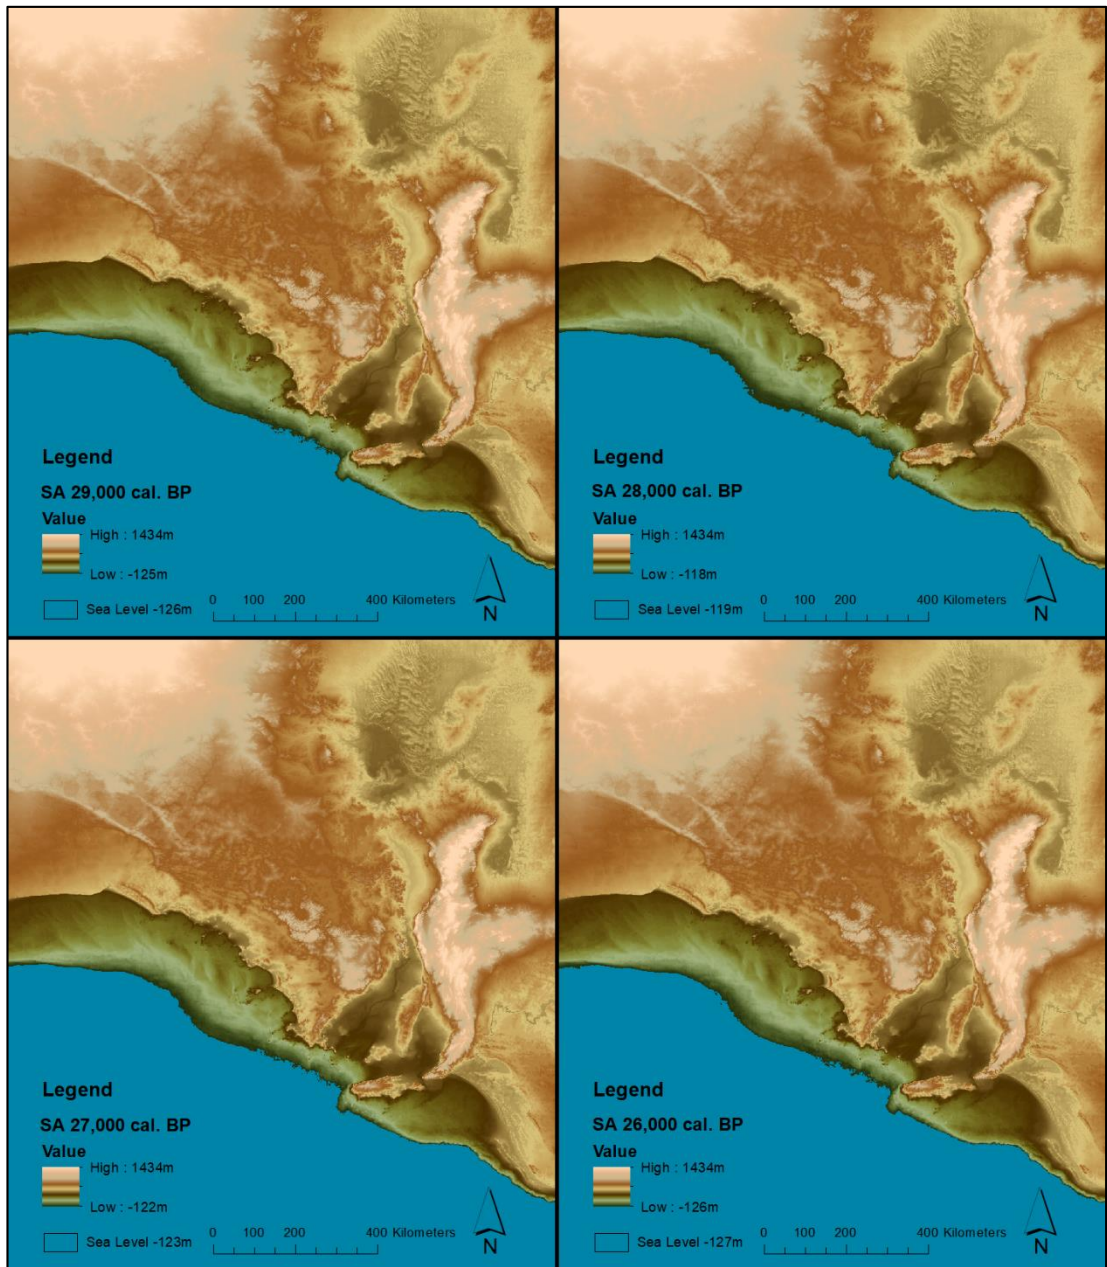 Legend
SA 29,000 cal. BP
Value
High : 1434m
Low : -125m
Sea Level -126m
0 100 200 400 Kilometers
N
Legend
SA 28,000 cal. BP
Value
High : 1434m
Low : -118m
Sea Level -119m
0 100 200 400 Kilometers
N
Legend
SA 27,000 cal. BP
Value
High : 1434m
Low : -122m
Sea Level -123m
0 100 200 400 Kilometers
N
Legend
SA 26,000 cal. BP
Value
High : 1434m
Low : -126m
Sea Level -127m
0 100 200 400 Kilometers
N